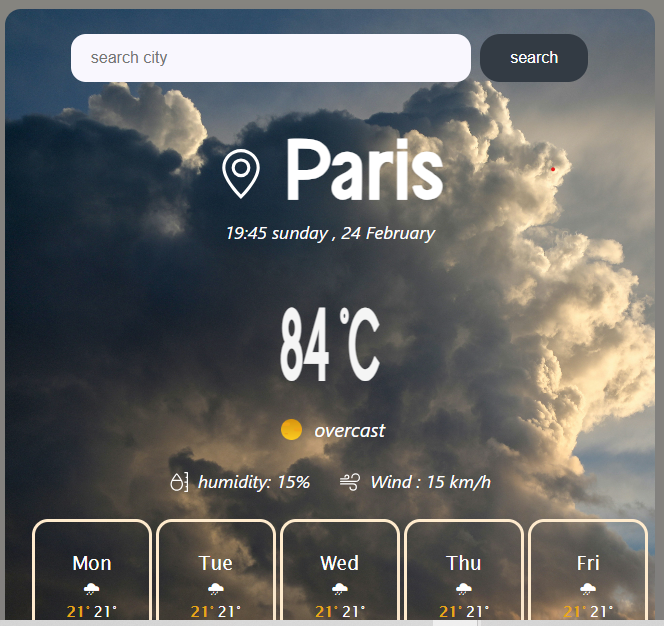 search city search
Paris
19:45 sunday , 24 February
84 °C
overcast
humidity: 15% Wind : 15 km/h
Mon Tue Wed Thu Fri
21° 21° 21° 21° 21° 21° 21° 21° 21° 21°